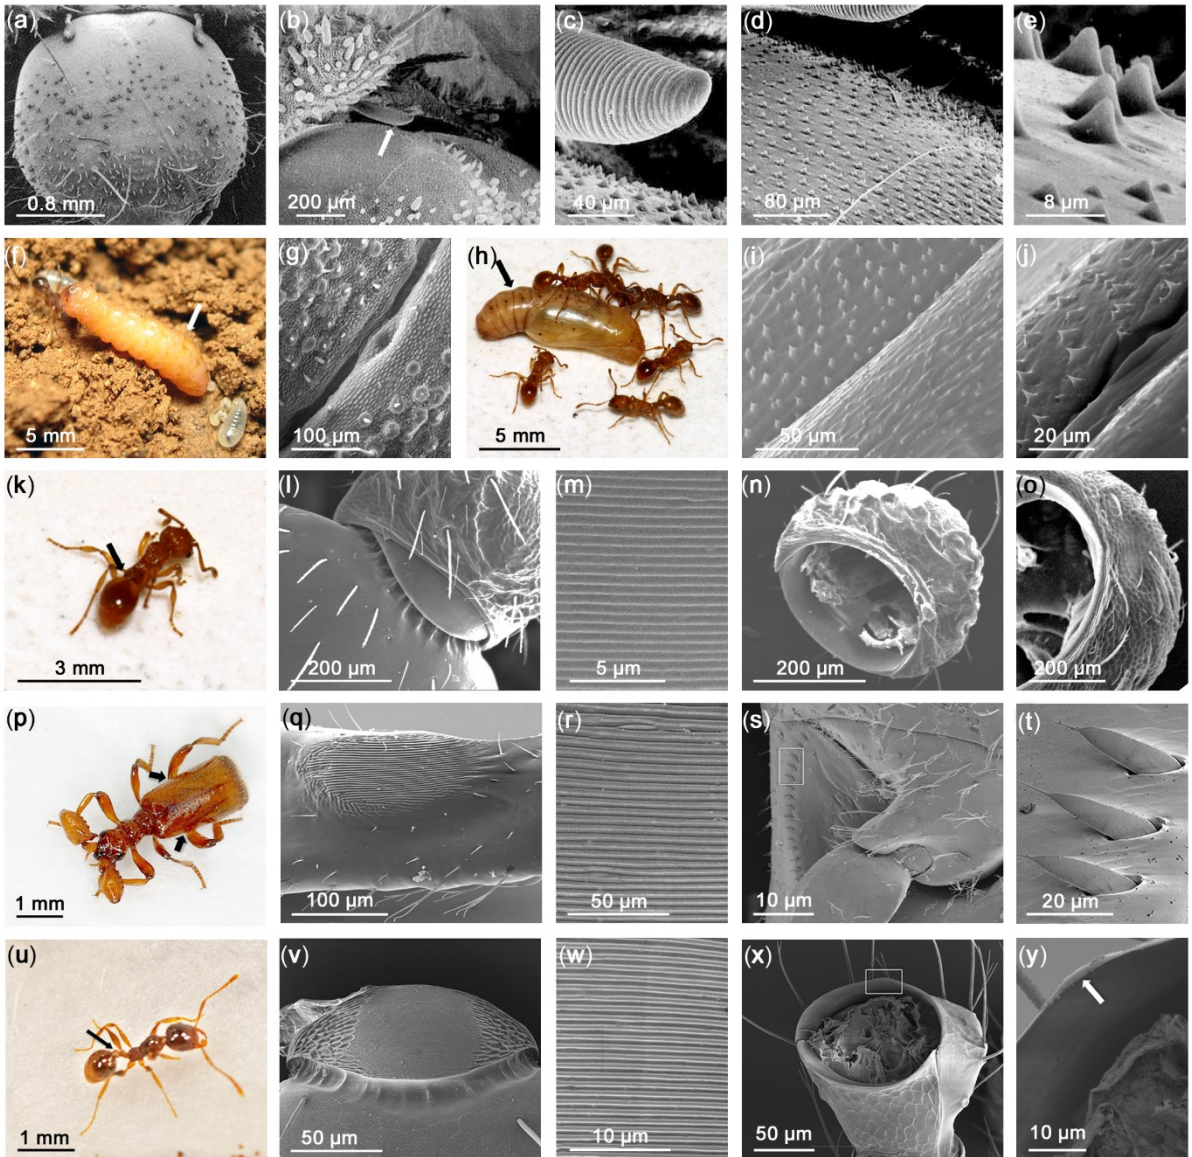 (a)
0.8 mm
(b)
200 µm
(c)
40 µm
(d)
80 µm
(e)
8 µm
(f)
5 mm
(g)
100 µm
(h)
5 mm
(i)
50 µm
(j)
20 µm
(k)
3 mm
(l)
200 µm
(m)
5 µm
(n)
200 µm
(o)
200 µm
(p)
1 mm
(q)
100 µm
(r)
50 µm
(s)
10 µm
(t)
20 µm
(u)
1 mm
(v)
50 µm
(w)
10 µm
(x)
50 µm
(y)
10 µm